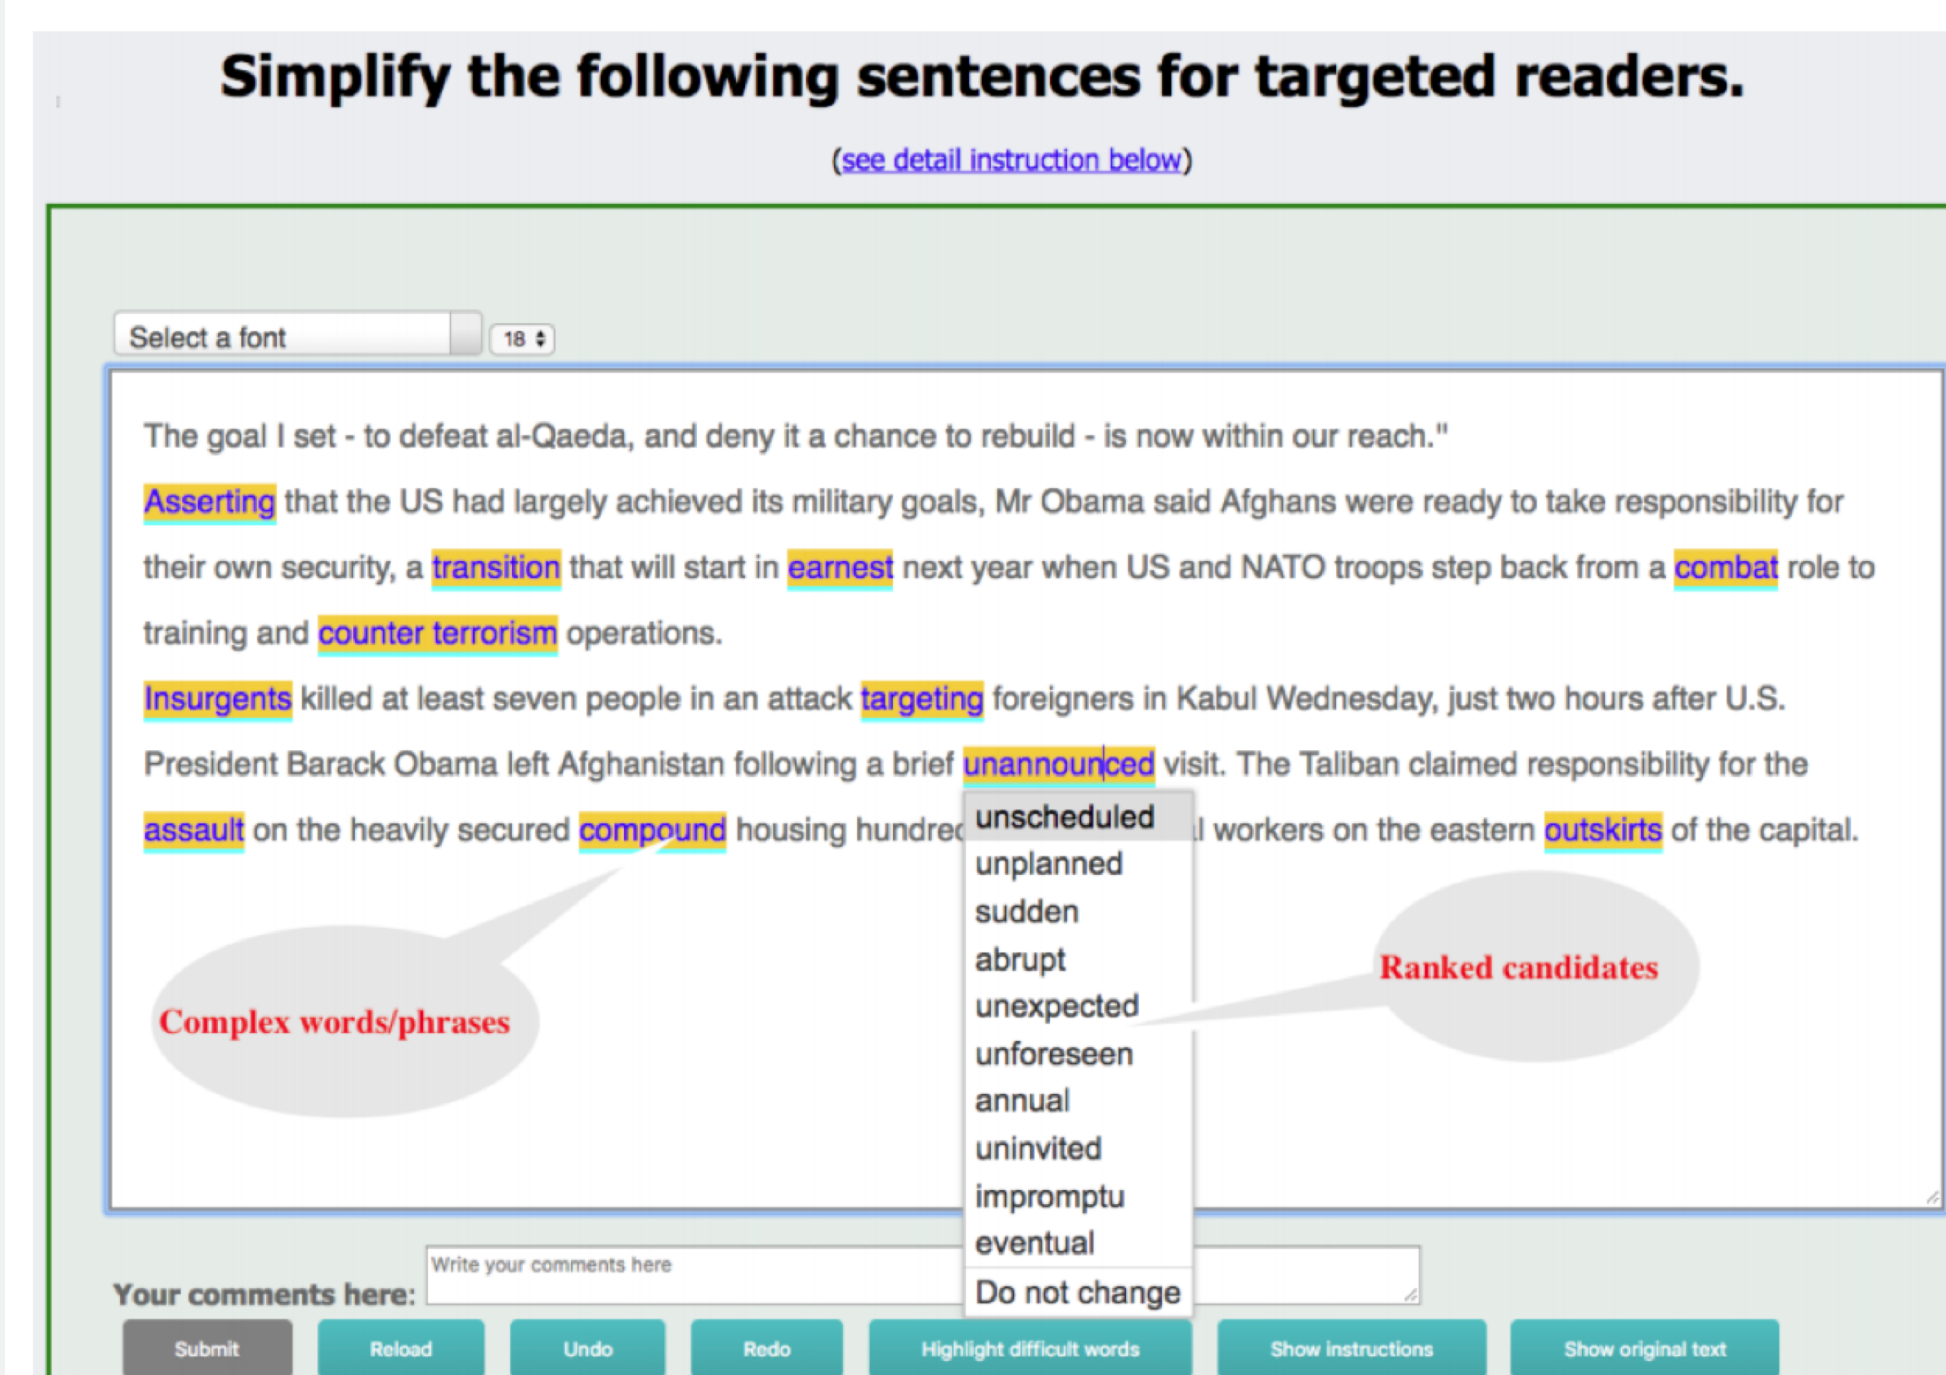 Simplify the following sentences for targeted readers.
(see detail instruction below)
Select a font
18
The goal I set - to defeat al-Qaeda, and deny it a chance to rebuild - is now within our reach."
Asserting that the US had largely achieved its military goals, Mr Obama said Afghans were ready to take responsibility for
their own security, a transition that will start in earnest next year when US and NATO troops step back from a combat role to
training and counter terrorism operations.
Insurgents killed at least seven people in an attack targeting foreigners in Kabul Wednesday, just two hours after U.S.
President Barack Obama left Afghanistan following a brief unannounced visit. The Taliban claimed responsibility for the
assault on the heavily secured compound housing workers on the eastern outskirts of the capital.
unscheduled
unplanned
sudden
abrupt
unexpected
unforeseen
annual
uninvited
impromptu
eventual
Do not change
Complex words/phrases
Ranked candidates
Your comments here:
Write your comments here
Submit
Reload
Undo
Redo
Highlight difficult words
Show instructions
Show original text